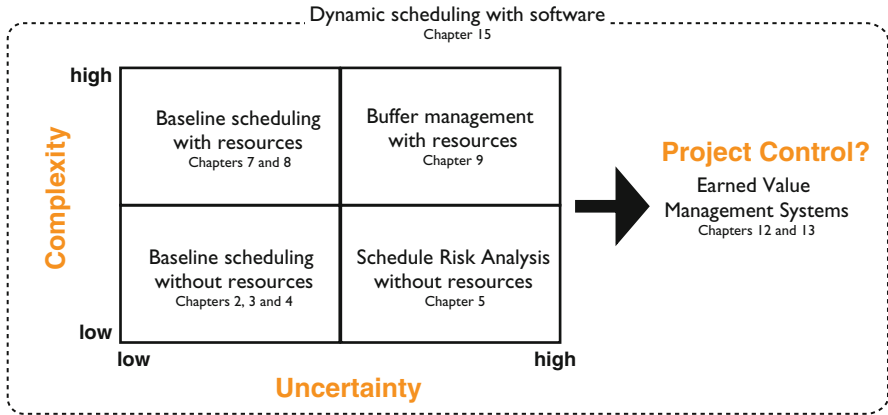 Dynamic scheduling with software
Chapter 15
high
Complexity
low
Baseline scheduling
with resources
Chapters 7 and 8
Buffer management
with resources
Chapter 9
Baseline scheduling
without resources
Chapters 2, 3 and 4
Schedule Risk Analysis
without resources
Chapter 5
low
high
Uncertainty
Project Control?
Earned Value
Management Systems
Chapters 12 and 13